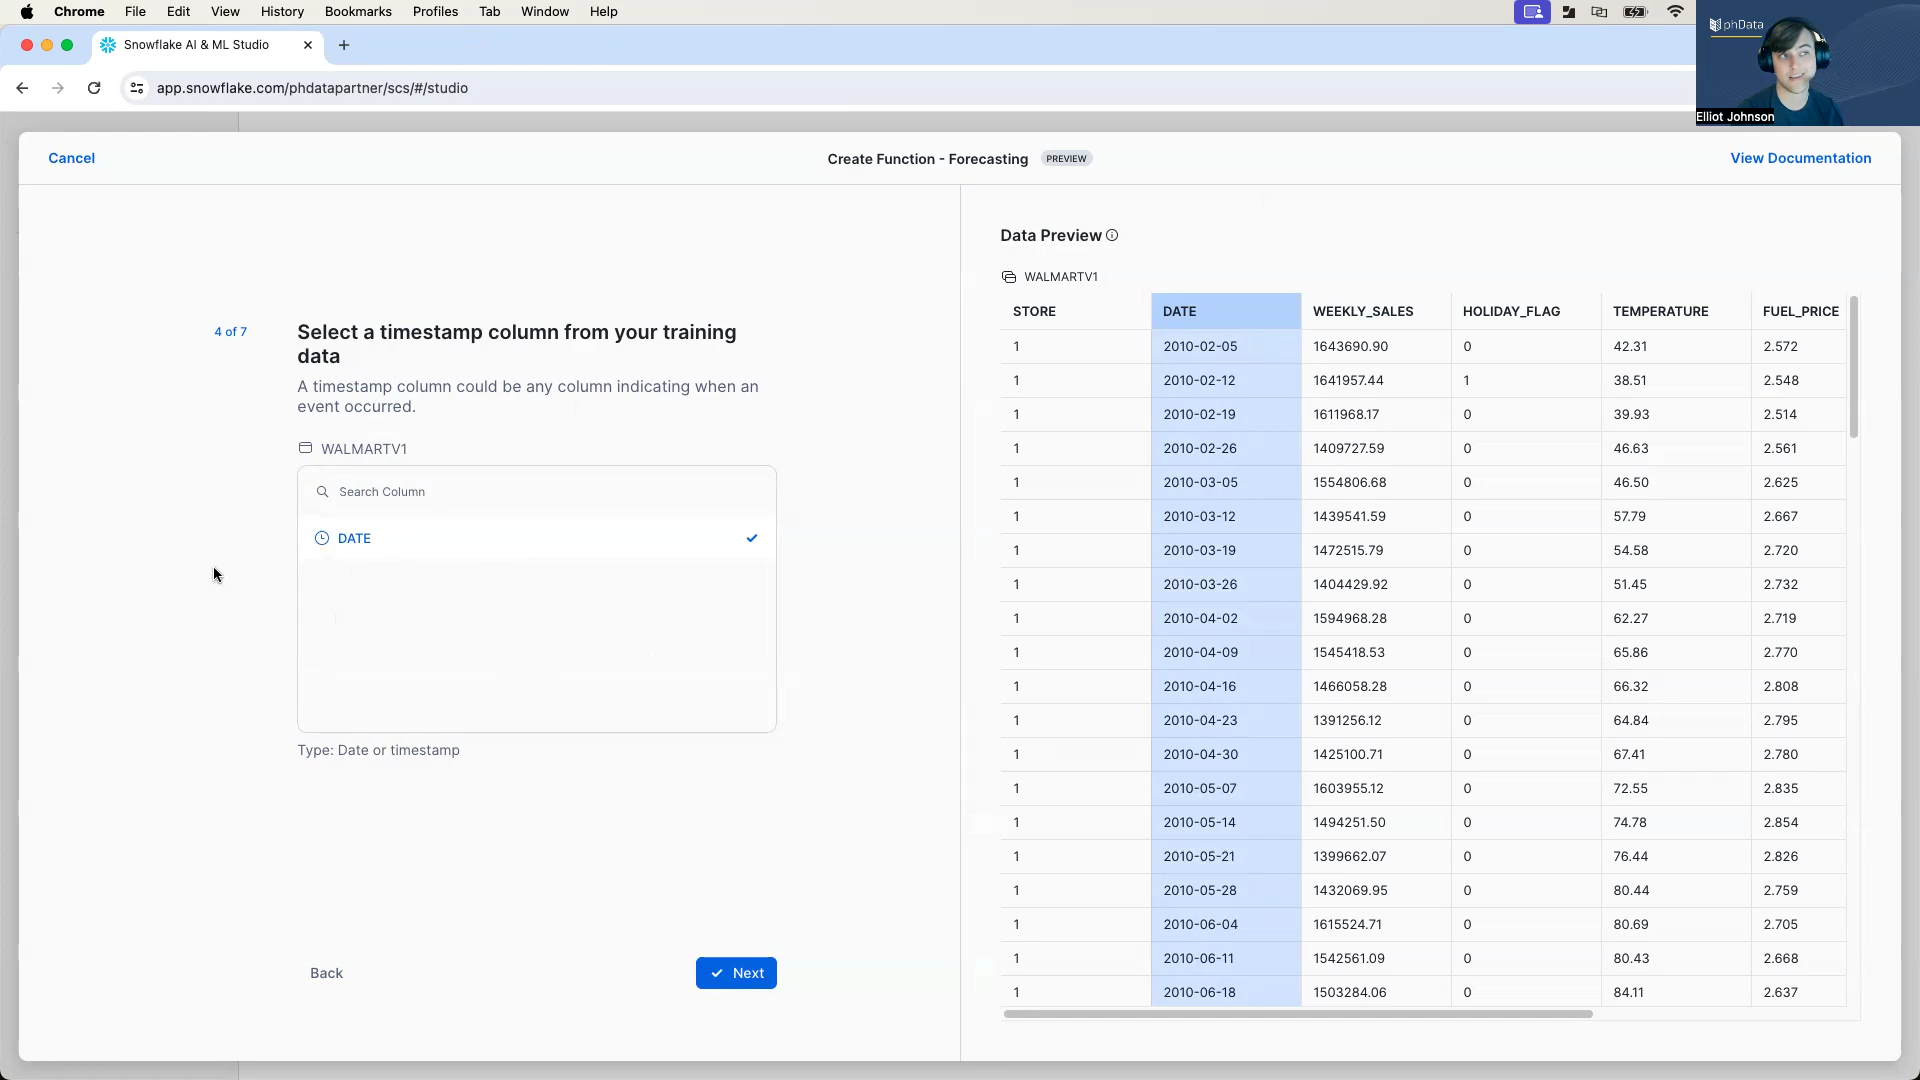 Chrome File Edit View History Bookmarks Profiles Tab Window Help
Snowflake AI & ML Studio
app.snowflake.com/phdatapartner/scs/#/studio
phData
Elliot Johnson
Cancel
Create Function - Forecasting PREVIEW
View Documentation
4 of 7
Select a timestamp column from your training
data
A timestamp column could be any column indicating when an
event occurred.
WALMARTV1
Search Column
DATE
Type: Date or timestamp
Back
Next
Data Preview
WALMARTV1
STORE DATE WEEKLY_SALES HOLIDAY_FLAG TEMPERATURE FUEL_PRICE
1 2010-02-05 1643690.90 0 42.31 2.572
1 2010-02-12 1641957.44 1 38.51 2.548
1 2010-02-19 1611968.17 0 39.93 2.514
1 2010-02-26 1409727.59 0 46.63 2.561
1 2010-03-05 1554806.68 0 46.50 2.625
1 2010-03-12 1439541.59 0 57.79 2.667
1 2010-03-19 1472515.79 0 54.58 2.720
1 2010-03-26 1404429.92 0 51.45 2.732
1 2010-04-02 1594968.28 0 62.27 2.719
1 2010-04-09 1545418.53 0 65.86 2.770
1 2010-04-16 1466058.28 0 66.32 2.808
1 2010-04-23 1391256.12 0 64.84 2.795
1 2010-04-30 1425100.71 0 67.41 2.780
1 2010-05-07 1603955.12 0 72.55 2.835
1 2010-05-14 1494251.50 0 74.78 2.854
1 2010-05-21 1399662.07 0 76.44 2.826
1 2010-05-28 1432069.95 0 80.44 2.759
1 2010-06-04 1615524.71 0 80.69 2.705
1 2010-06-11 1542561.09 0 80.43 2.668
1 2010-06-18 1503284.06 0 84.11 2.637